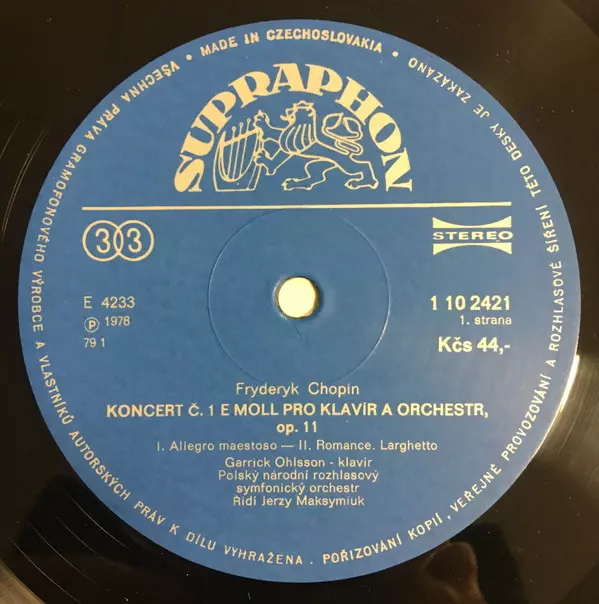 MADE IN CZECHOSLOVAKIA •
VŠECHNA PRÁVA GRAMOFONOVÉHO VÝROBCE A VLASTNÍKŮ AUTORSKÝCH PRÁV K DÍLU VYHRAŽENA. POŘIZOVÁNÍ KOPIÍ, VEŘEJNÉ PROVOZOVÁNÍ A ROZHLASOVÉ ŠÍŘENÍ TÉTO DESKY JE ZAKÁZÁNO •
SUPRAPHON
33
STEREO
E 4233
℗ 1978
79 1
1 10 2421
1. strana
Kčs 44,-
Fryderyk Chopin
KONCERT Č. 1 E MOLL PRO KLAVÍR A ORCHESTR,
op. 11
I. Allegro maestoso — II. Romance. Larghetto
Garrick Ohlsson - klavír
Polský národní rozhlasový
symfonický orchestr
Řídí Jerzy Maksymiuk